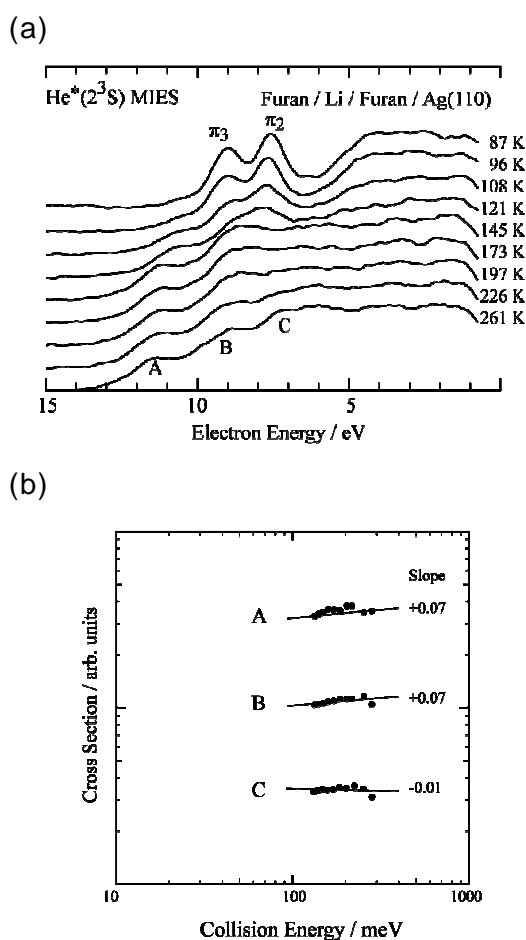 (a)
He*(2³S) MIES Furan / Li / Furan / Ag(110)
π₃ π₂
87 K
96 K
108 K
121 K
145 K
173 K
197 K
226 K
261 K
A B C
15 10 5
Electron Energy / eV
(b)
Cross Section / arb. units
Slope
A +0.07
B +0.07
C -0.01
10 100 1000
Collision Energy / meV